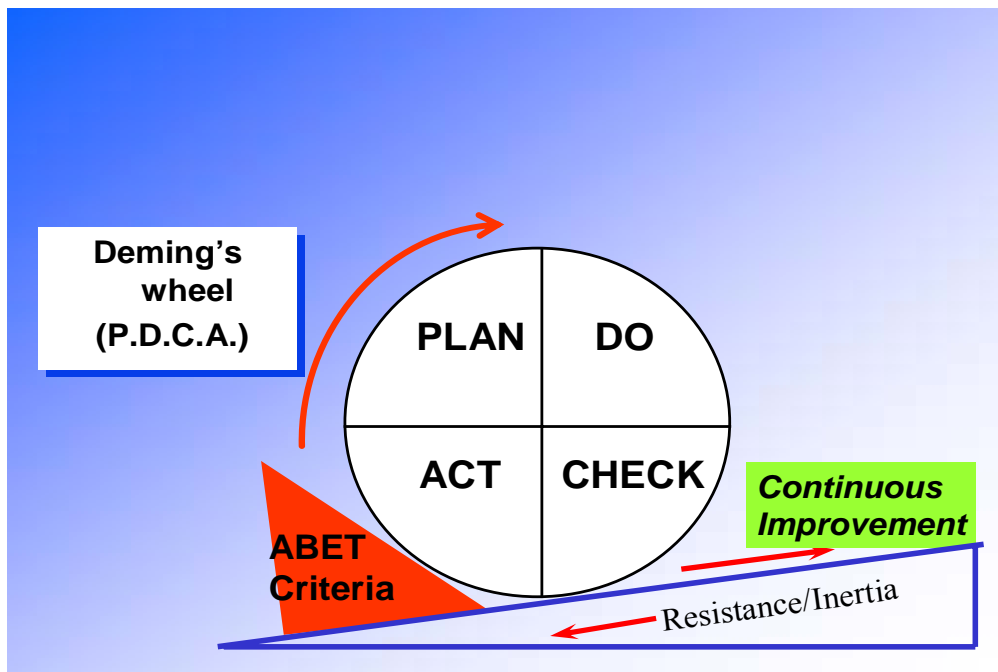 Deming’s
wheel
(P.D.C.A.)
PLAN
DO
ACT
CHECK
ABET
Criteria
Continuous
Improvement
Resistance/Inertia